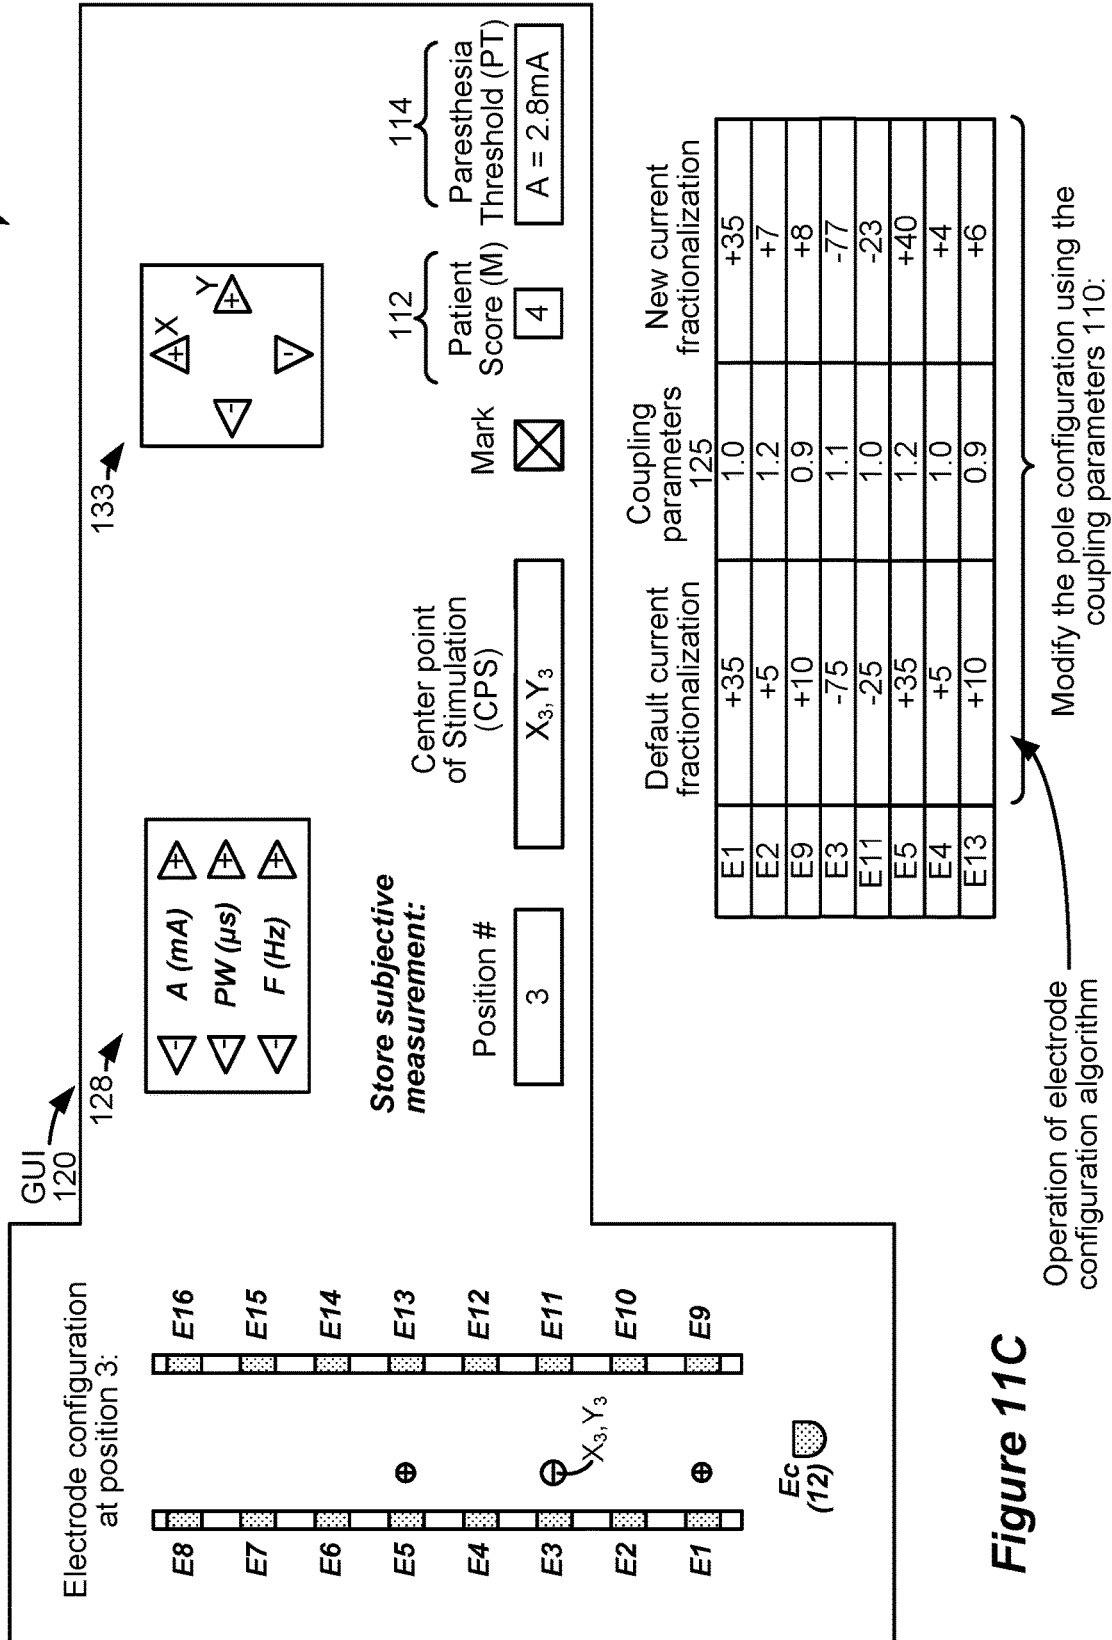 GUI
120
Electrode configuration
at position 3:
E8 E16
E7 E15
E6 E14
E5 E13
E4 E12
E3 E11
X3,Y3
E2 E10
E1 E9
Ec
(12)
128
- A (mA) +
- PW (µs) +
- F (Hz) +
133
+ X
- + Y
-
Store subjective
measurement:
Position #
3
Center point
of Stimulation
(CPS)
X3,Y3
Mark
112
Patient
Score (M)
4
114
Paresthesia
Threshold (PT)
A = 2.8mA
Default current
fractionalization
Coupling
parameters
125
New current
fractionalization
E1 +35 1.0 +35
E2 +5 1.2 +7
E9 +10 0.9 +8
E3 -75 1.1 -77
E11 -25 1.0 -23
E5 +35 1.2 +40
E4 +5 1.0 +4
E13 +10 0.9 +6
Operation of electrode
configuration algorithm
Modify the pole configuration using the
coupling parameters 110:
Figure 11C